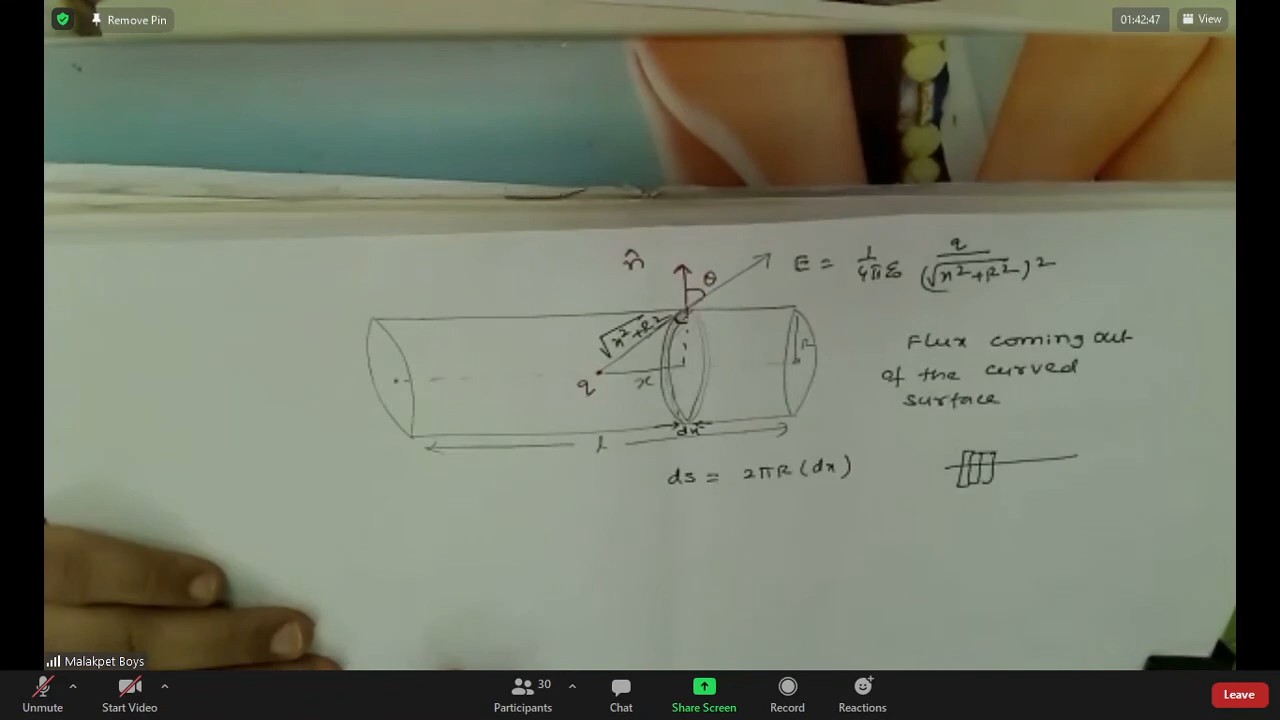 Remove Pin
01:42:47
View
n̂
θ
E = 1/4πε q/(√x²+R²)²
√x²+R²
R
q
x
dx
l
Flux coming out
of the curved
surface
ds = 2πR(dx)
Malakpet Boys
Unmute
Start Video
30
Participants
Chat
Share Screen
Record
Reactions
Leave